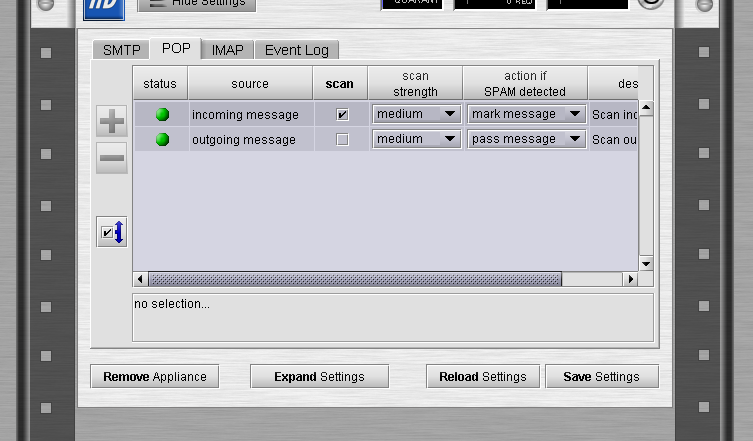 Hide Settings
QUARANT
SMTP POP IMAP Event Log
status source scan scan strength action if SPAM detected des
incoming message medium mark message Scan inc
outgoing message medium pass message Scan ou
no selection...
Remove Appliance Expand Settings Reload Settings Save Settings